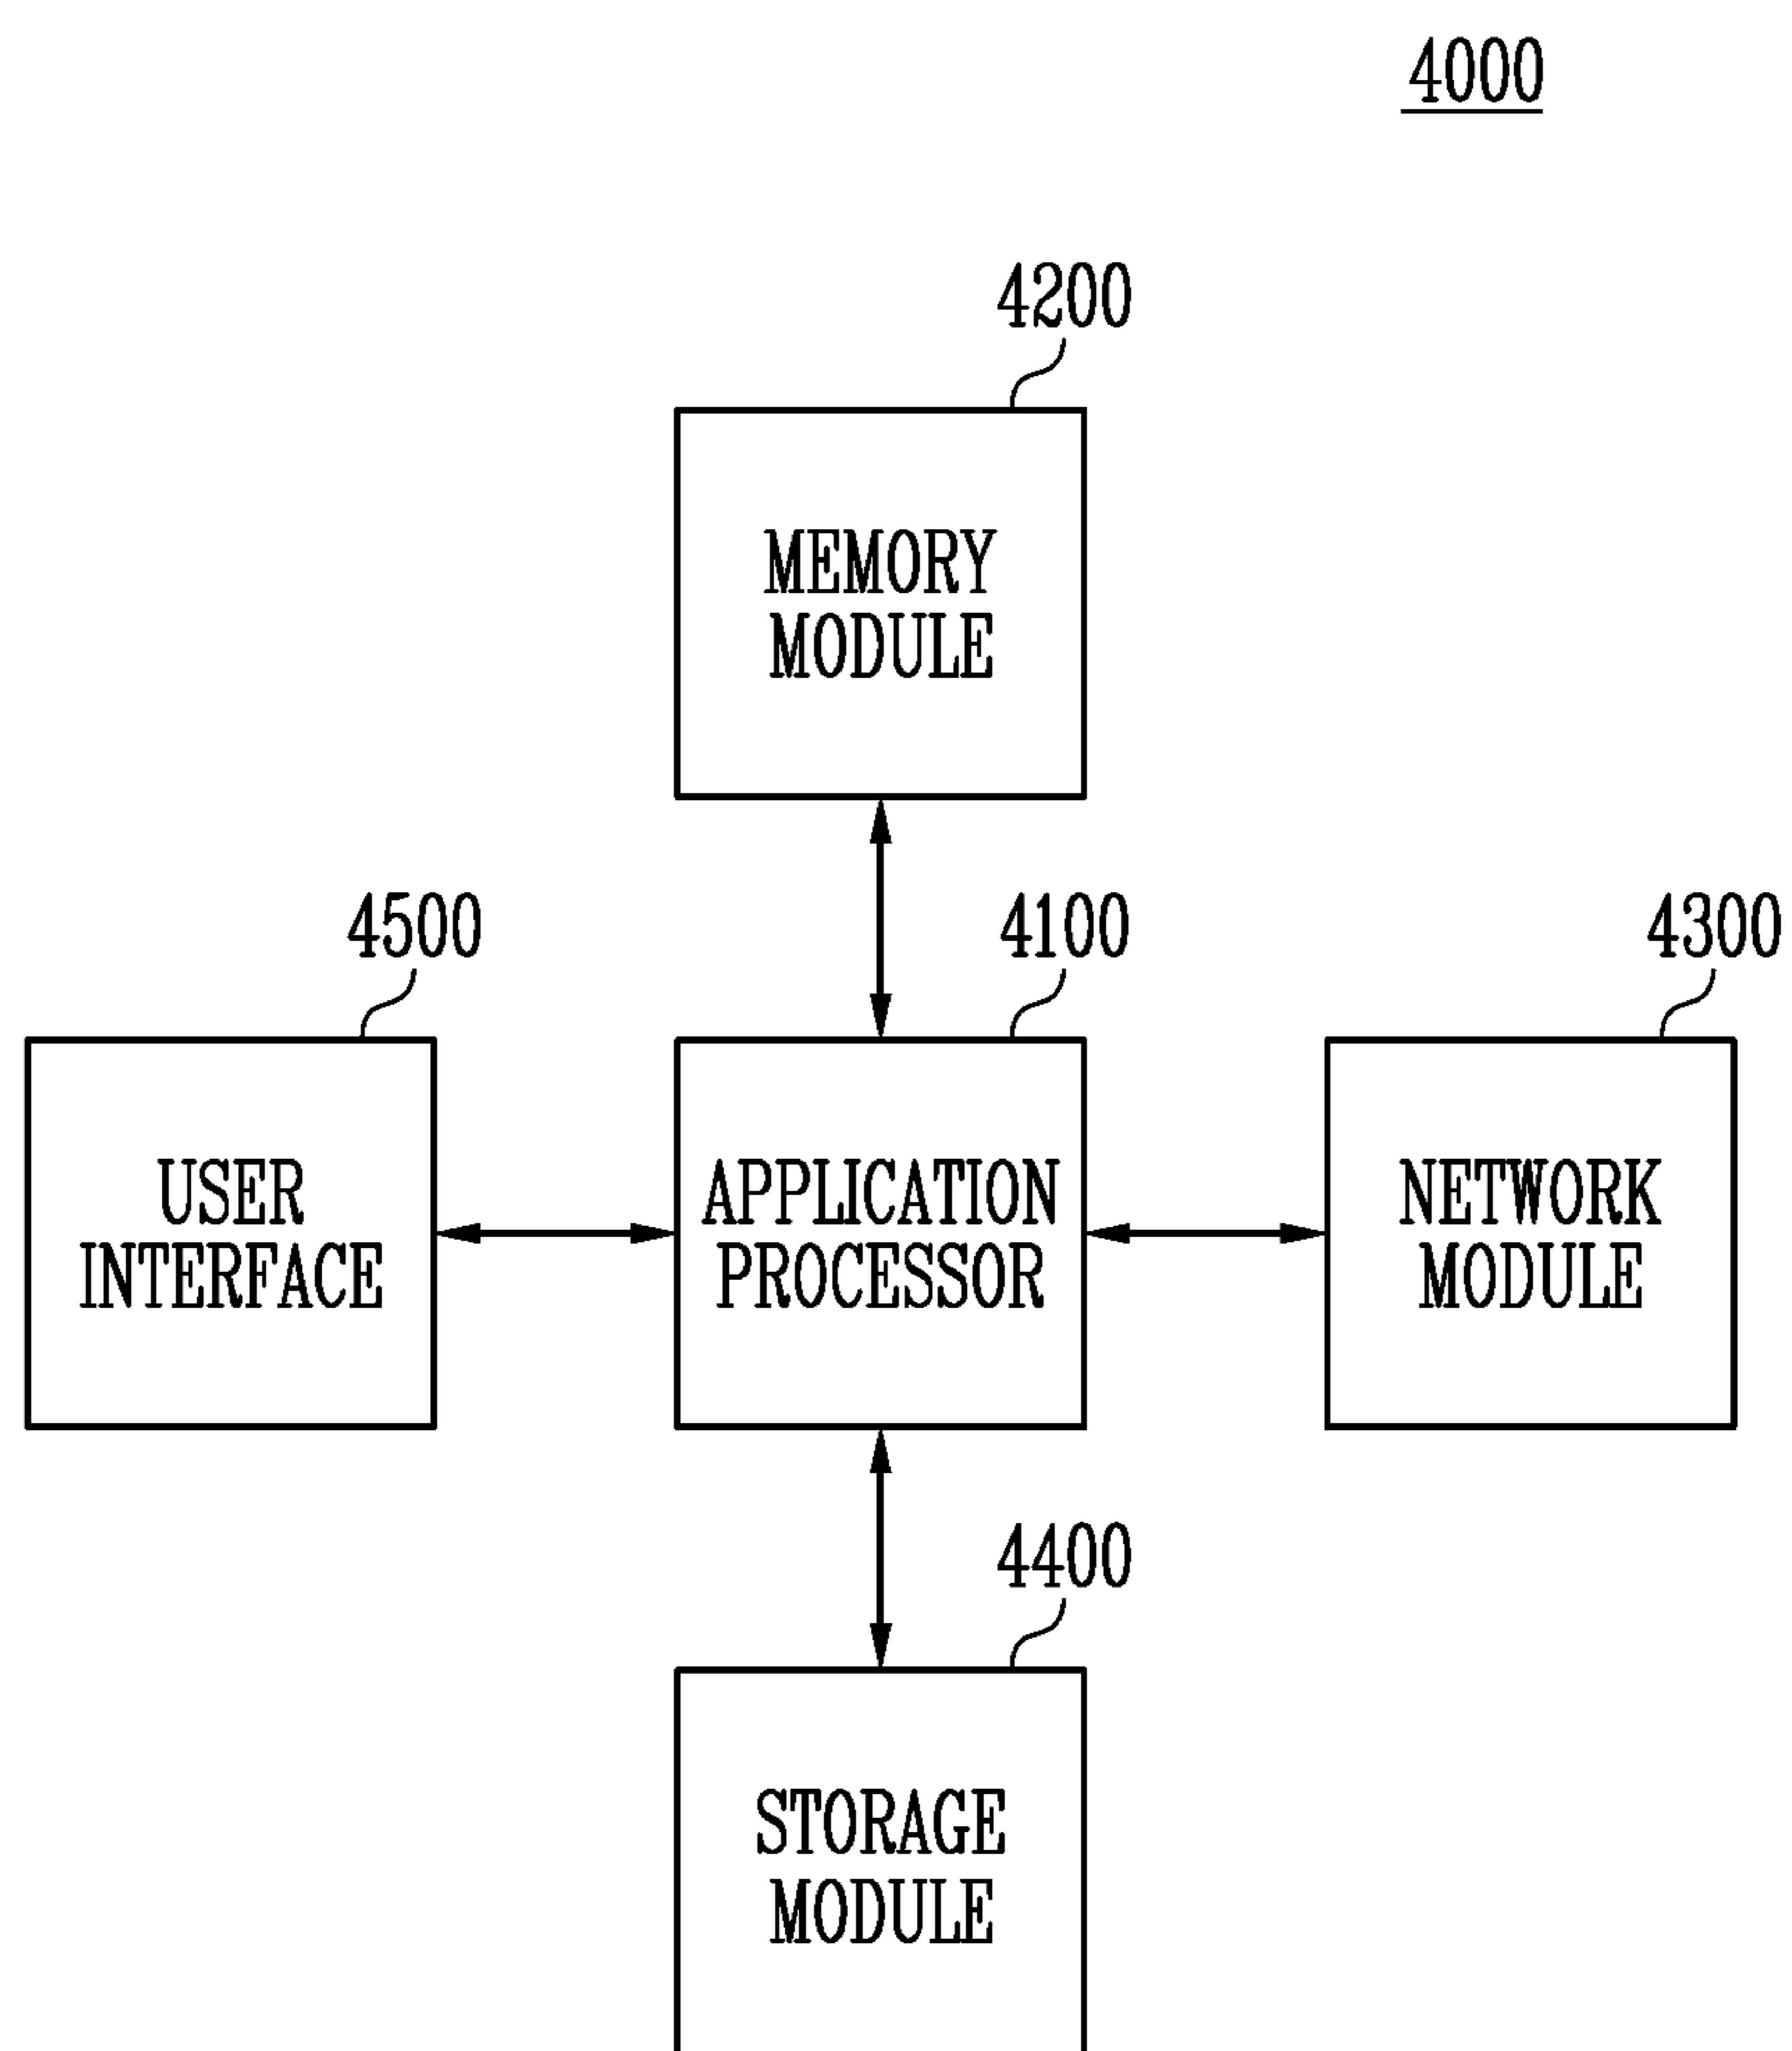 4000
4200
MEMORY
MODULE
4500
4100
4300
USER
INTERFACE
APPLICATION
PROCESSOR
NETWORK
MODULE
4400
STORAGE
MODULE